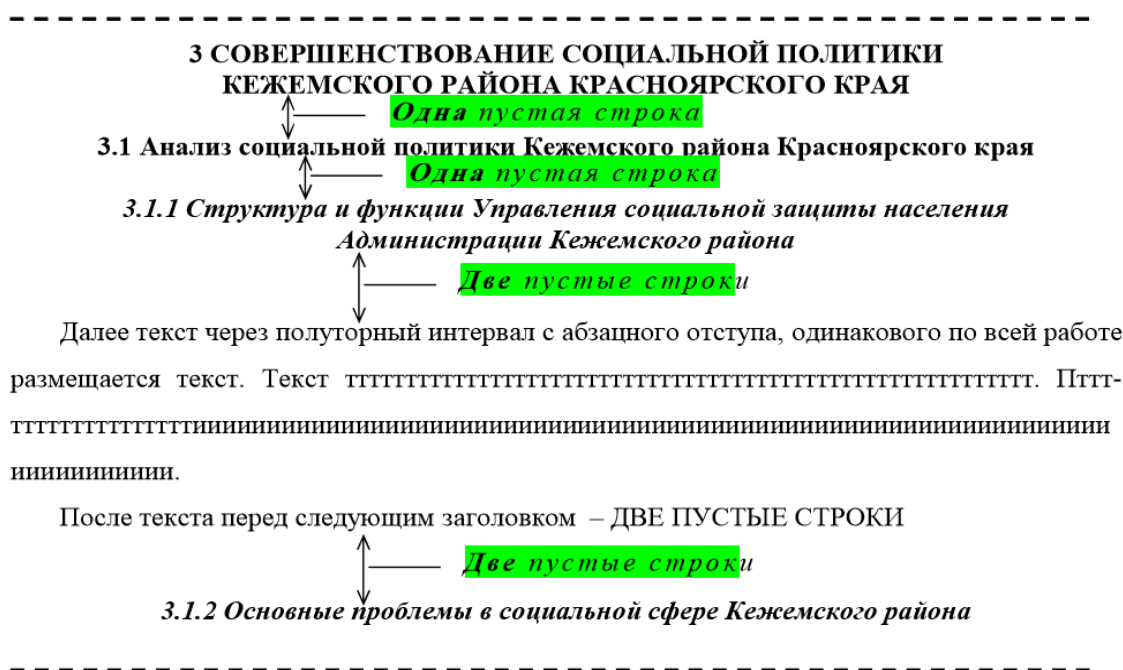 3 СОВЕРШЕНСТВОВАНИЕ СОЦИАЛЬНОЙ ПОЛИТИКИ
КЕЖЕМСКОГО РАЙОНА КРАСНОЯРСКОГО КРАЯ
Одна пустая строка
3.1 Анализ социальной политики Кежемского района Красноярского края
Одна пустая строка
3.1.1 Структура и функции Управления социальной защиты населения
Администрации Кежемского района
Две пустые строки
Далее текст через полуторный интервал с абзацного отступа, одинакового по всей работе
размещается текст. Текст тттттттттттттттттттттттттттттттттттттттттттттттттттттттт. Пттт-
тттттттттттттттиииииииииииииииииииииииииииииииииииииииииииииииииииииииииииииии
иииииииииии.
После текста перед следующим заголовком – ДВЕ ПУСТЫЕ СТРОКИ
Две пустые строки
3.1.2 Основные проблемы в социальной сфере Кежемского района